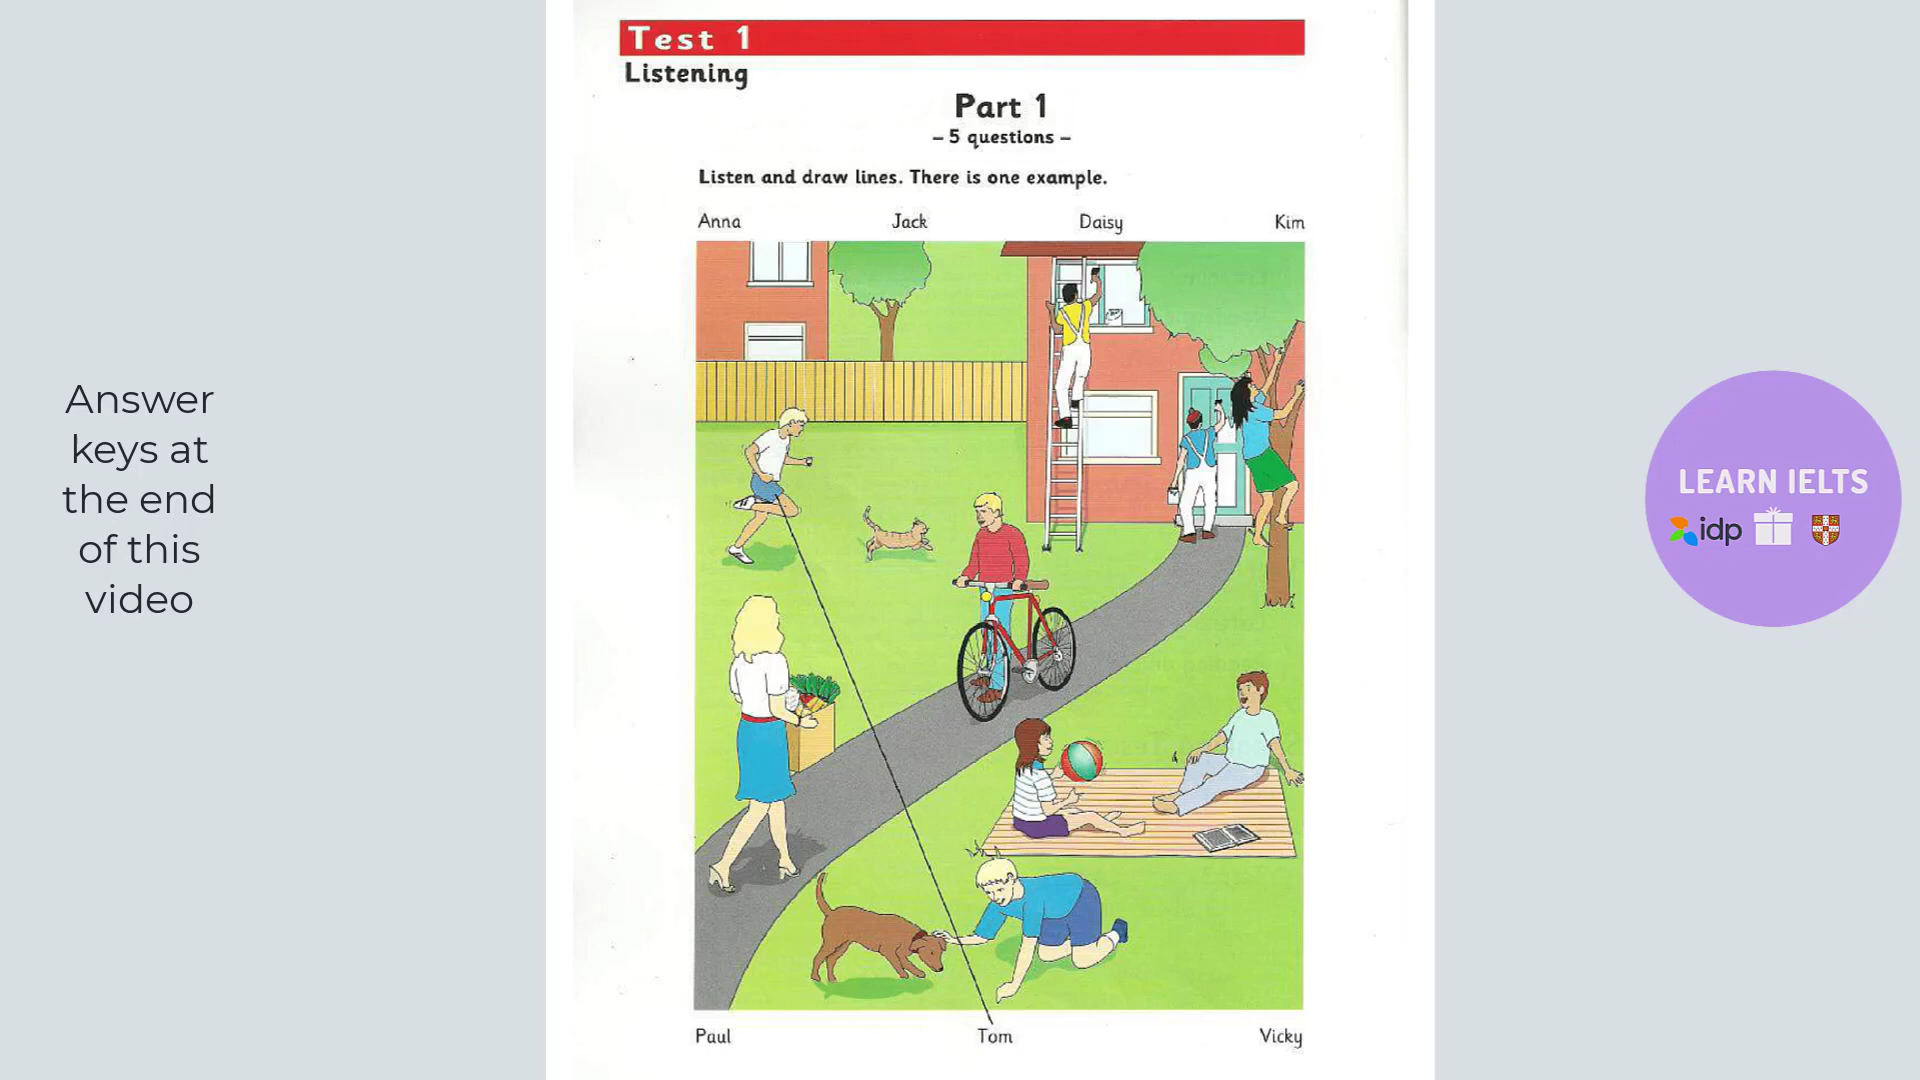 Test 1
Listening
Part 1
– 5 questions –
Listen and draw lines. There is one example.
Anna Jack Daisy Kim
Answer
keys at
the end
of this
video
LEARN IELTS
idp
Paul Tom Vicky